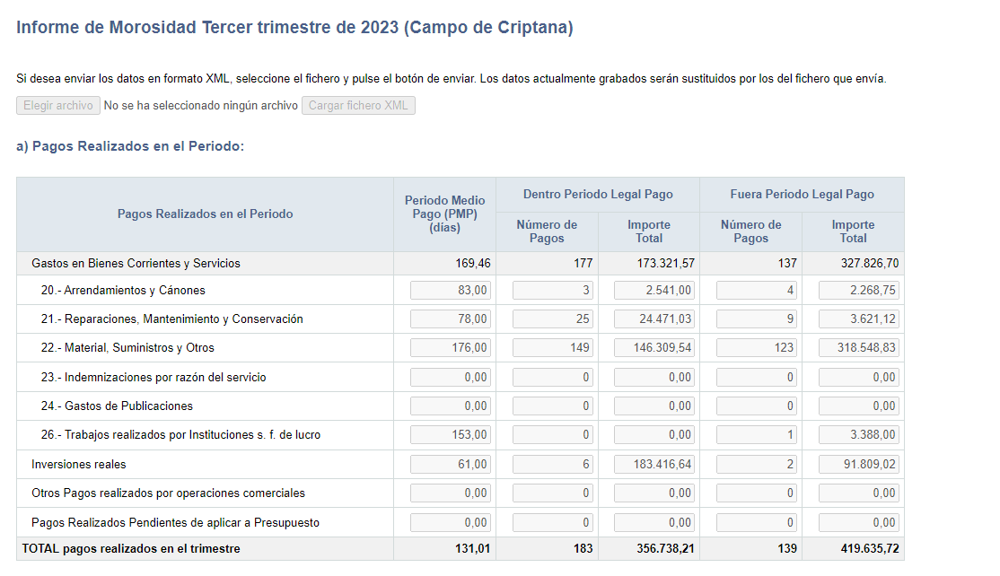 Informe de Morosidad Tercer trimestre de 2023 (Campo de Criptana)
Si desea enviar los datos en formato XML, seleccione el fichero y pulse el botón de enviar. Los datos actualmente grabados serán sustituidos por los del fichero que envía.
Elegir archivo No se ha seleccionado ningún archivo Cargar fichero XML
a) Pagos Realizados en el Periodo:
Pagos Realizados en el Periodo
Periodo Medio
Pago (PMP)
(días)
Dentro Periodo Legal Pago
Fuera Periodo Legal Pago
Número de
Pagos
Importe
Total
Número de
Pagos
Importe
Total
Gastos en Bienes Corrientes y Servicios 169,46 177 173.321,57 137 327.826,70
20.- Arrendamientos y Cánones 83,00 3 2.541,00 4 2.268,75
21.- Reparaciones, Mantenimiento y Conservación 78,00 25 24.471,03 9 3.621,12
22.- Material, Suministros y Otros 176,00 149 146.309,54 123 318.548,83
23.- Indemnizaciones por razón del servicio 0,00 0 0,00 0 0,00
24.- Gastos de Publicaciones 0,00 0 0,00 0 0,00
26.- Trabajos realizados por Instituciones s. f. de lucro 153,00 0 0,00 1 3.388,00
Inversiones reales 61,00 6 183.416,64 2 91.809,02
Otros Pagos realizados por operaciones comerciales 0,00 0 0,00 0 0,00
Pagos Realizados Pendientes de aplicar a Presupuesto 0,00 0 0,00 0 0,00
TOTAL pagos realizados en el trimestre 131,01 183 356.738,21 139 419.635,72